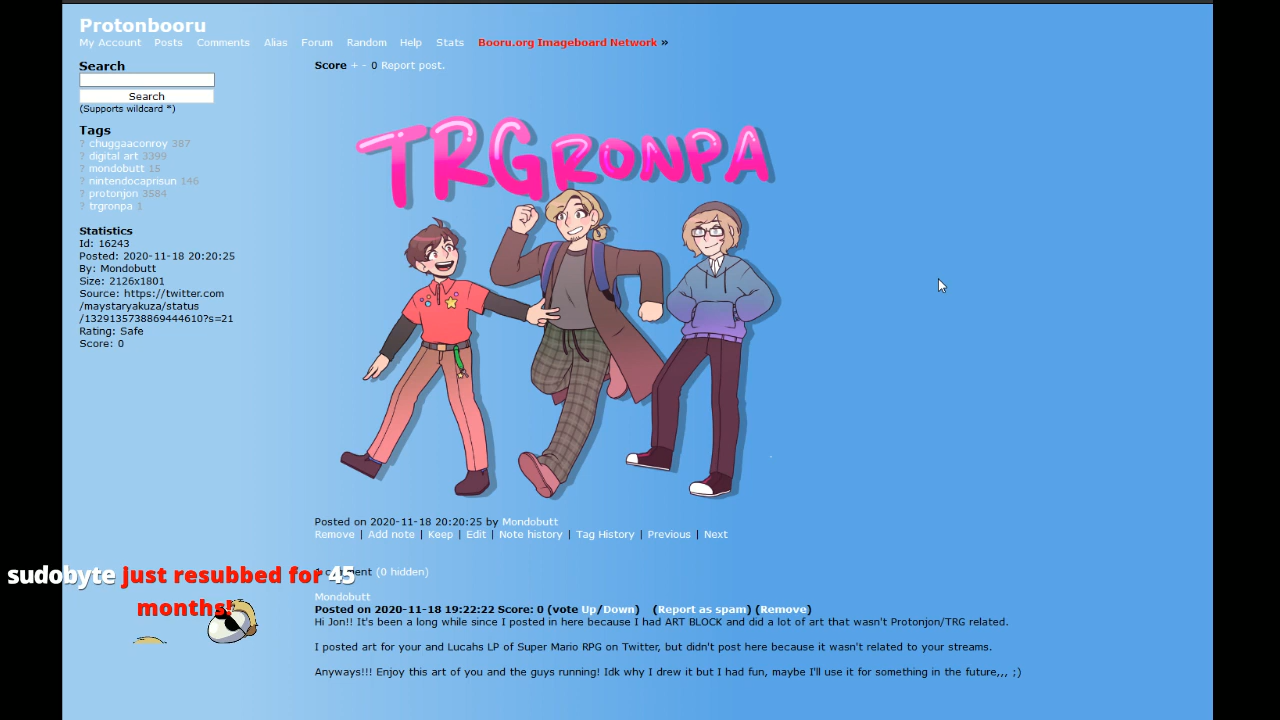 Protonbooru
My Account Posts Comments Alias Forum Random Help Stats Booru.org Imageboard Network »
Search
Search
(Supports wildcard *)
Tags
? chuggaaconroy 387
? digital art 3399
? mondobutt 15
? nintendocaprisun 146
? protonjon 3584
? trgronpa 1
Statistics
Id: 16243
Posted: 2020-11-18 20:20:25
By: Mondobutt
Size: 2126x1801
Source: https://twitter.com
/maystaryakuza/status
/1329135738869444610?s=21
Rating: Safe
Score: 0
Score + - 0 Report post.
TRGRONPA
Posted on 2020-11-18 20:20:25 by Mondobutt
Remove | Add note | Keep | Edit | Note history | Tag History | Previous | Next
comment (0 hidden)
sudobyte just resubbed for 45
months!
Mondobutt
Posted on 2020-11-18 19:22:22 Score: 0 (vote Up/Down) (Report as spam) (Remove)
Hi Jon!! It's been a long while since I posted in here because I had ART BLOCK and did a lot of art that wasn't Protonjon/TRG related.
I posted art for your and Lucahs LP of Super Mario RPG on Twitter, but didn't post here because it wasn't related to your streams.
Anyways!!! Enjoy this art of you and the guys running! Idk why I drew it but I had fun, maybe I'll use it for something in the future,,, ;)